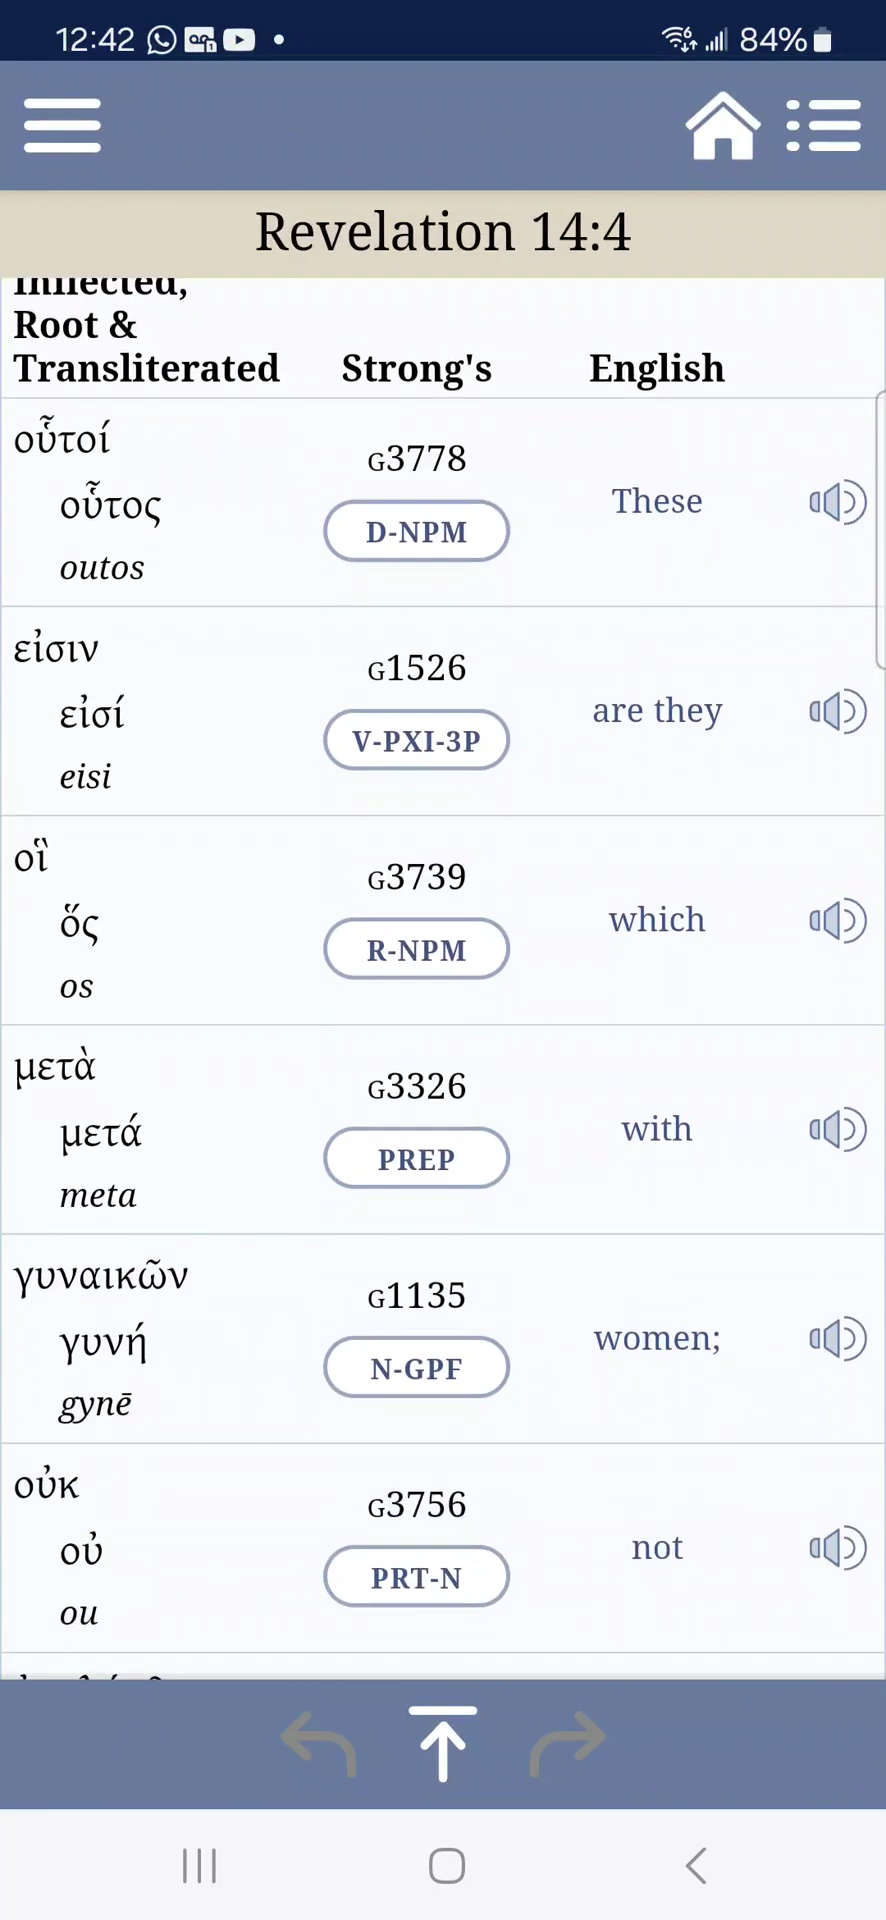 12:42 84%
Revelation 14:4
Inflected,
Root &
Transliterated Strong's English
οὗτοί
G3778
οὗτος D-NPM These
outos
εἰσιν
G1526
εἰσί V-PXI-3P are they
eisi
οἳ
G3739
ὅς R-NPM which
os
μετὰ
G3326
μετά PREP with
meta
γυναικῶν
G1135
γυνή N-GPF women;
gynē
οὐκ
G3756
οὐ PRT-N not
ou